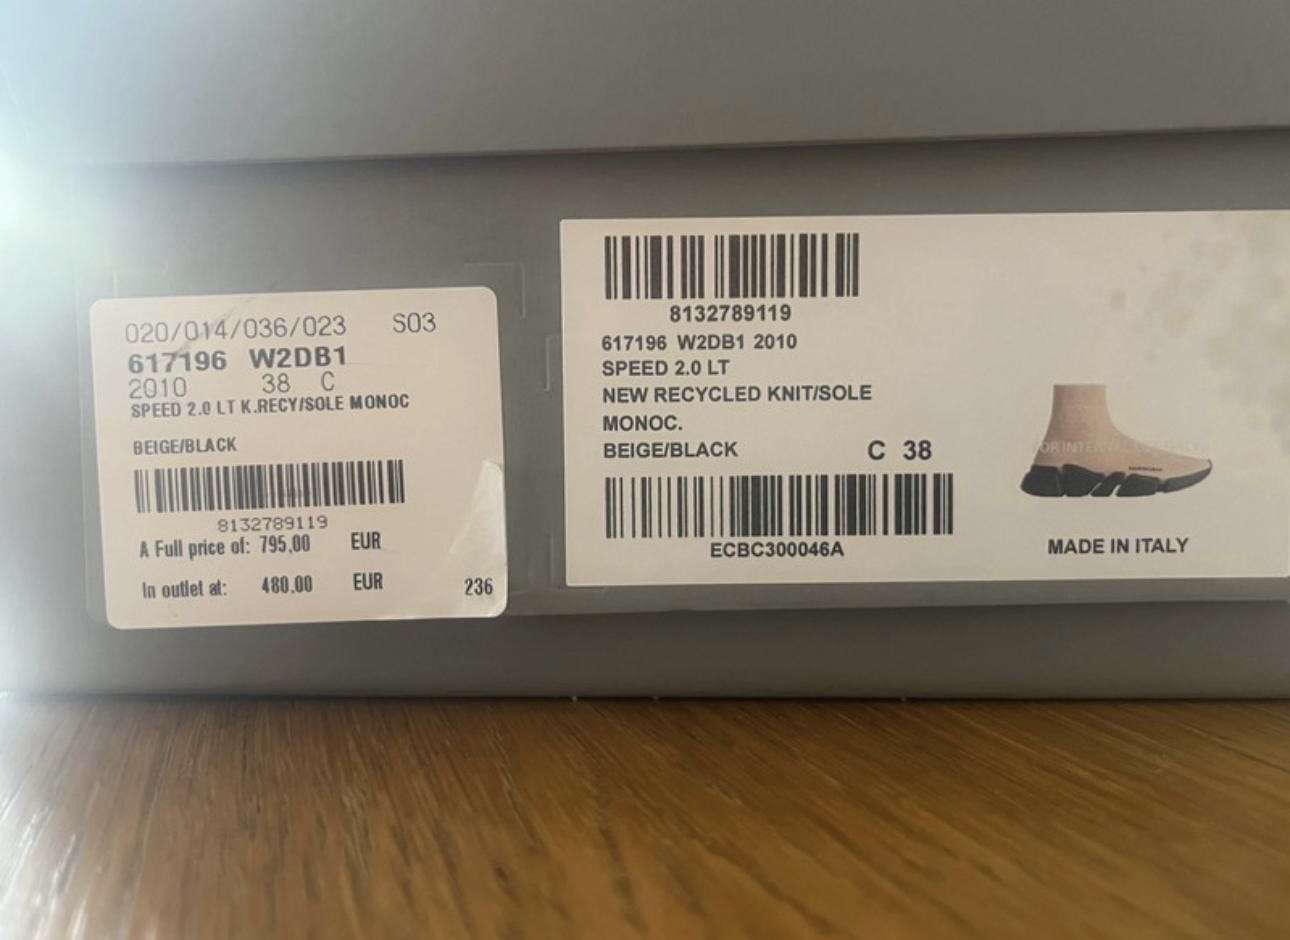 020/014/036/023 S03
617196 W2DB1
2010 38 C
SPEED 2.0 LT K.RECY/SOLE MONOC
BEIGE/BLACK
8132789119
A Full price of: 795,00 EUR
In outlet at: 480.00 EUR
236
8132789119
617196 W2DB1 2010
SPEED 2.0 LT
NEW RECYCLED KNIT/SOLE
MONOC.
BEIGE/BLACK C 38
ECBC300046A
MADE IN ITALY